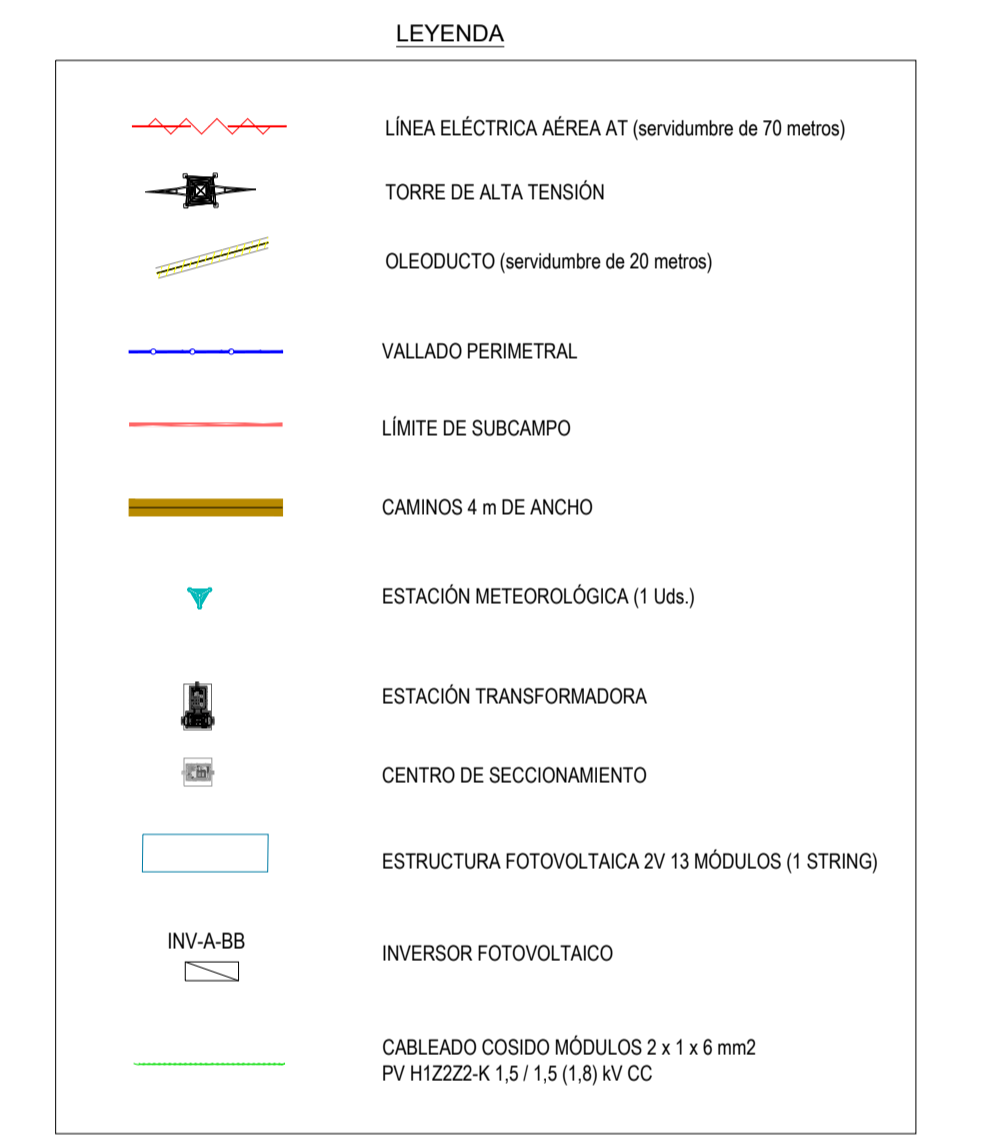 LEYENDA
LÍNEA ELÉCTRICA AÉREA AT (servidumbre de 70 metros)
TORRE DE ALTA TENSIÓN
OLEODUCTO (servidumbre de 20 metros)
VALLADO PERIMETRAL
LÍMITE DE SUBCAMPO
CAMINOS 4 m DE ANCHO
ESTACIÓN METEOROLÓGICA (1 Uds.)
ESTACIÓN TRANSFORMADORA
CENTRO DE SECCIONAMIENTO
ESTRUCTURA FOTOVOLTAICA 2V 13 MÓDULOS (1 STRING)
INV-A-BB
INVERSOR FOTOVOLTAICO
CABLEADO COSIDO MÓDULOS 2 x 1 x 6 mm2
PV H1Z2Z2-K 1,5 / 1,5 (1,8) kV CC